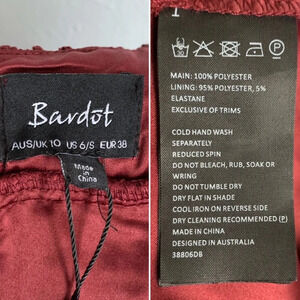 Bardot
AUS/UK 10 US 6/S EUR 38
Made
in
China
MAIN: 100% POLYESTER
LINING: 95% POLYESTER, 5%
ELASTANE
EXCLUSIVE OF TRIMS
COLD HAND WASH
SEPARATELY
REDUCED SPIN
DO NOT BLEACH, RUB, SOAK OR
WRING
DO NOT TUMBLE DRY
DRY FLAT IN SHADE
COOL IRON ON REVERSE SIDE
DRY CLEANING RECOMMENDED (P)
MADE IN CHINA
DESIGNED IN AUSTRALIA
38806DB